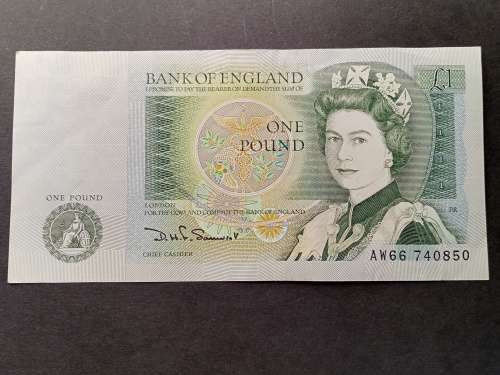 BANK OF ENGLAND
£1
I PROMISE TO PAY THE BEARER ON DEMAND THE SUM OF
ONE
POUND
ONE POUND
LONDON
FOR THE GOVR AND COMPA OF THE BANK OF ENGLAND
CHIEF CASHIER
AW66 740850